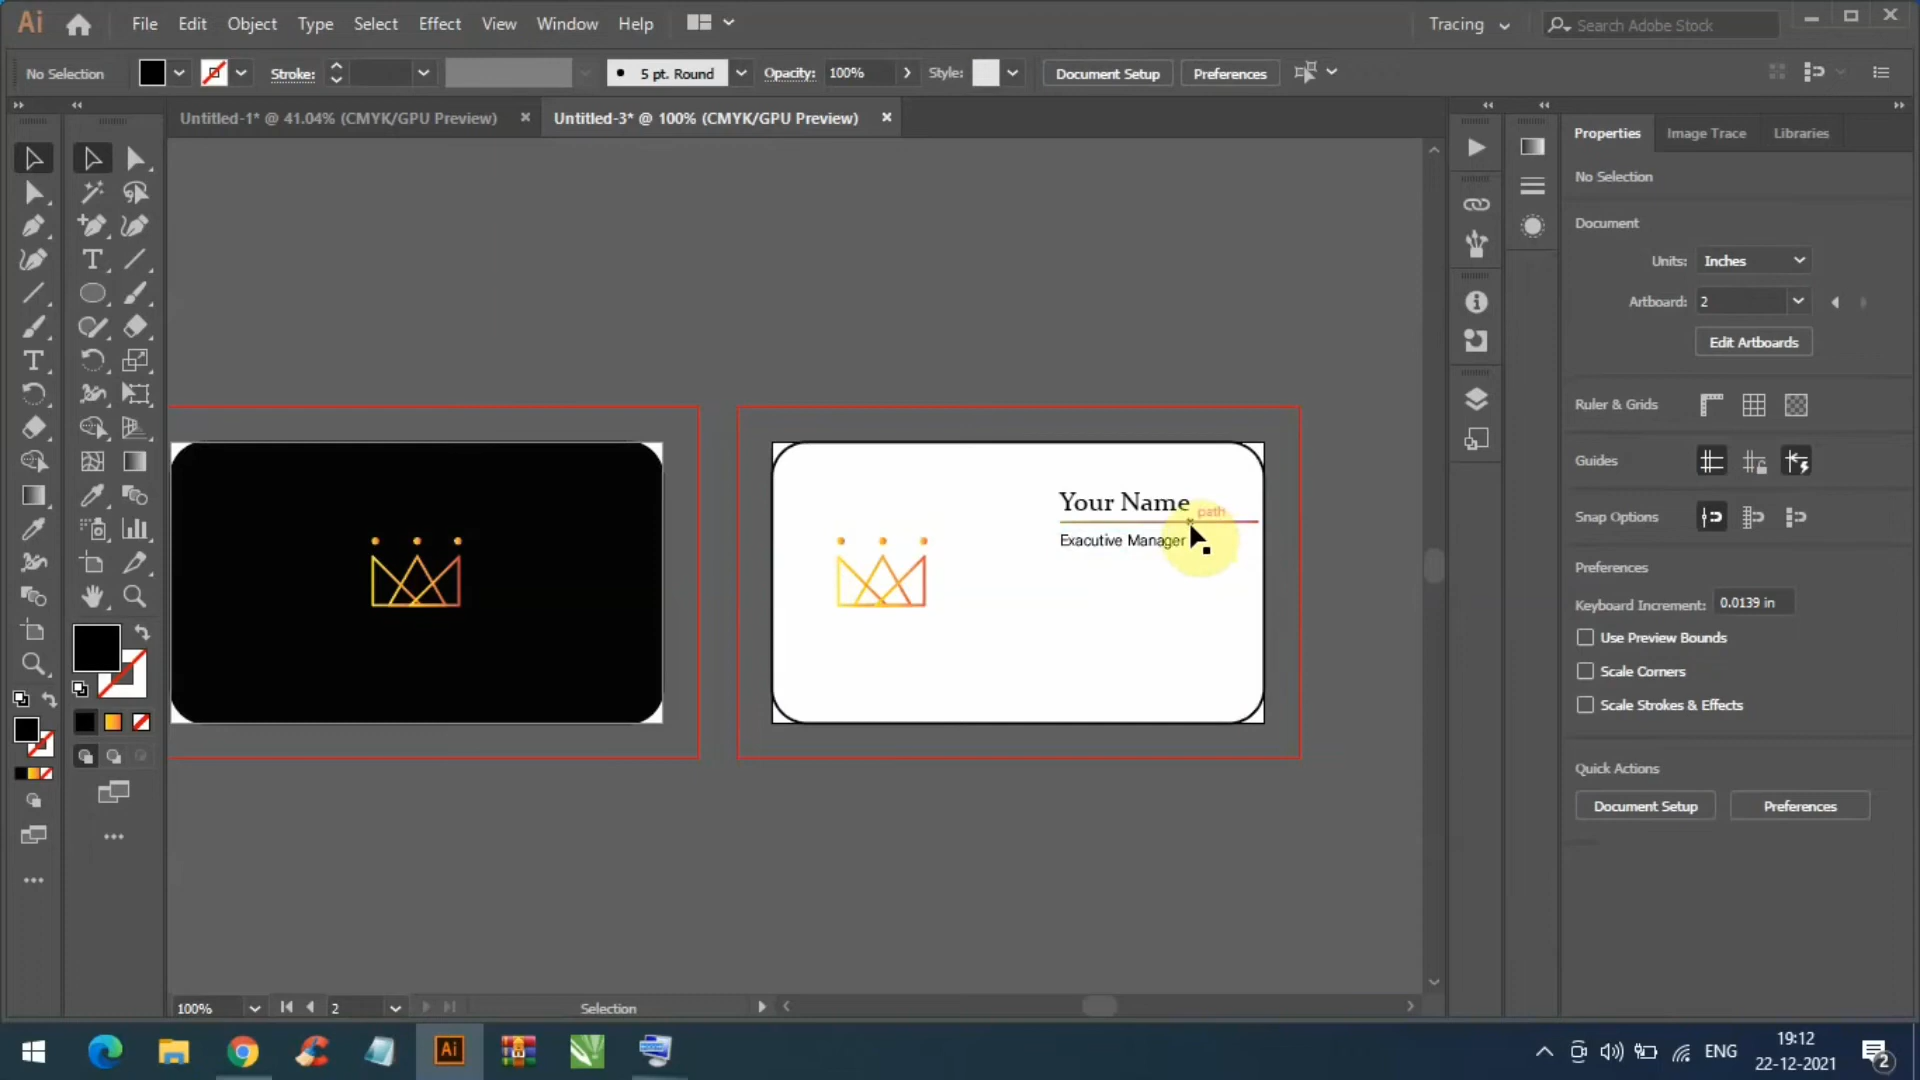 Ai File Edit Object Type Select Effect View Window Help Tracing Search Adobe Stock
No Selection Stroke: 5 pt. Round Opacity: 100% Style: Document Setup Preferences
Untitled-1* @ 41.04% (CMYK/GPU Preview) Untitled-3* @ 100% (CMYK/GPU Preview)
Properties Image Trace Libraries
No Selection
Document
Units: Inches
Artboard: 2
Edit Artboards
Ruler & Grids
Guides
Snap Options
Preferences
Keyboard Increment: 0.0139 in
Use Preview Bounds
Scale Corners
Scale Strokes & Effects
Quick Actions
Document Setup Preferences
Your Name
path
Exacutive Manager
100% 2 Selection
Ai ENG 19:12
22-12-2021
2